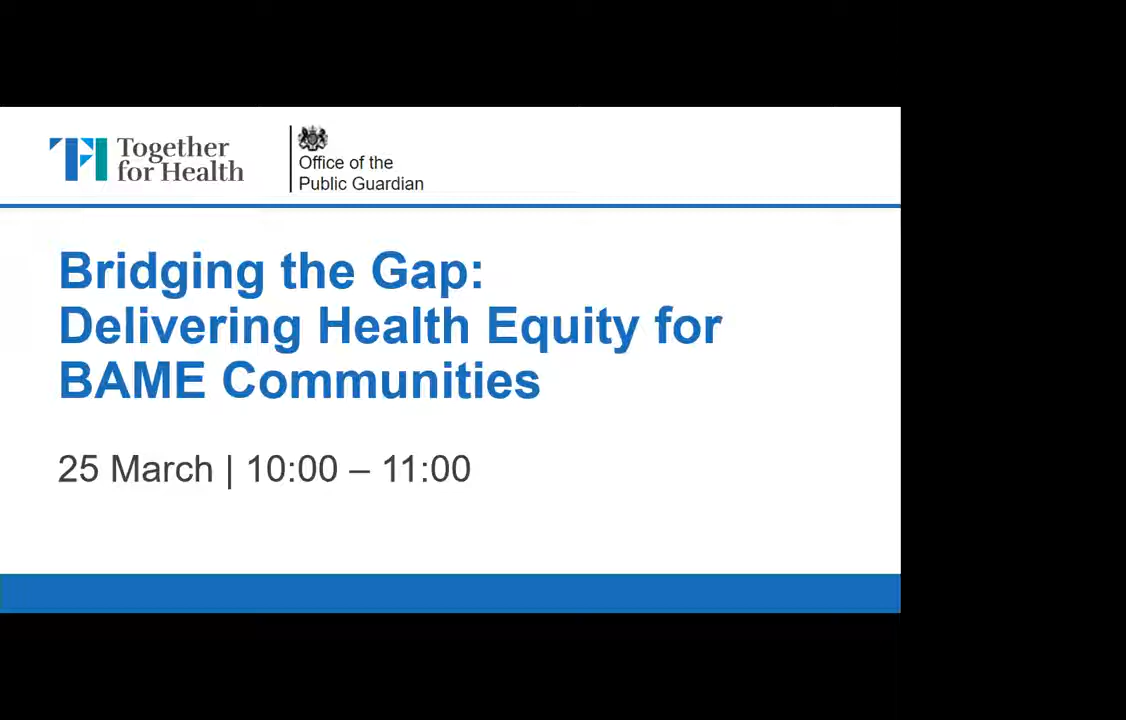 Together
for Health
Office of the
Public Guardian
Bridging the Gap:
Delivering Health Equity for
BAME Communities
25 March | 10:00 – 11:00